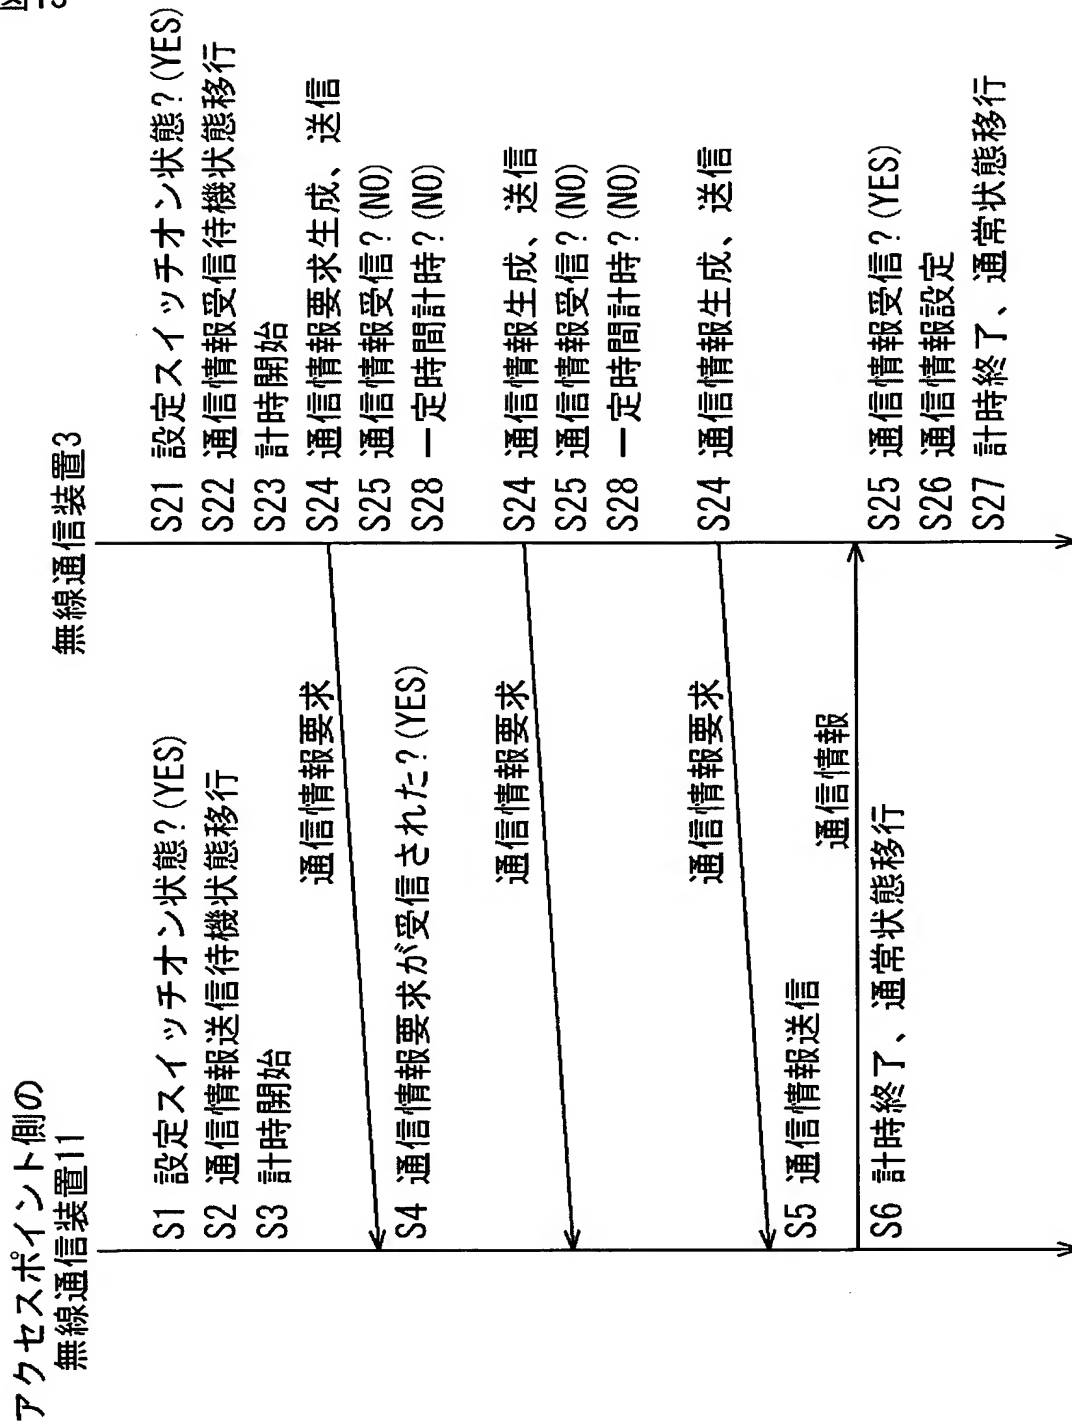 アクセスポイント側の
無線通信装置11
S1 設定スイッチオン状態?(YES)
S2 通信情報送信待機状態移行
S3 計時開始
通信情報要求
S4 通信情報要求が受信された?(YES)
通信情報要求
通信情報要求
S5 通信情報送信
通信情報
S6 計時終了、通常状態移行
無線通信装置3
S21 設定スイッチオン状態?(YES)
S22 通信情報受信待機状態移行
S23 計時開始
S24 通信情報要求生成、送信
S25 通信情報受信?(NO)
S28 一定時間計時?(NO)
S24 通信情報生成、送信
S25 通信情報受信?(NO)
S28 一定時間計時?(NO)
S24 通信情報生成、送信
S25 通信情報受信?(YES)
S26 通信情報設定
S27 計時終了、通常状態移行